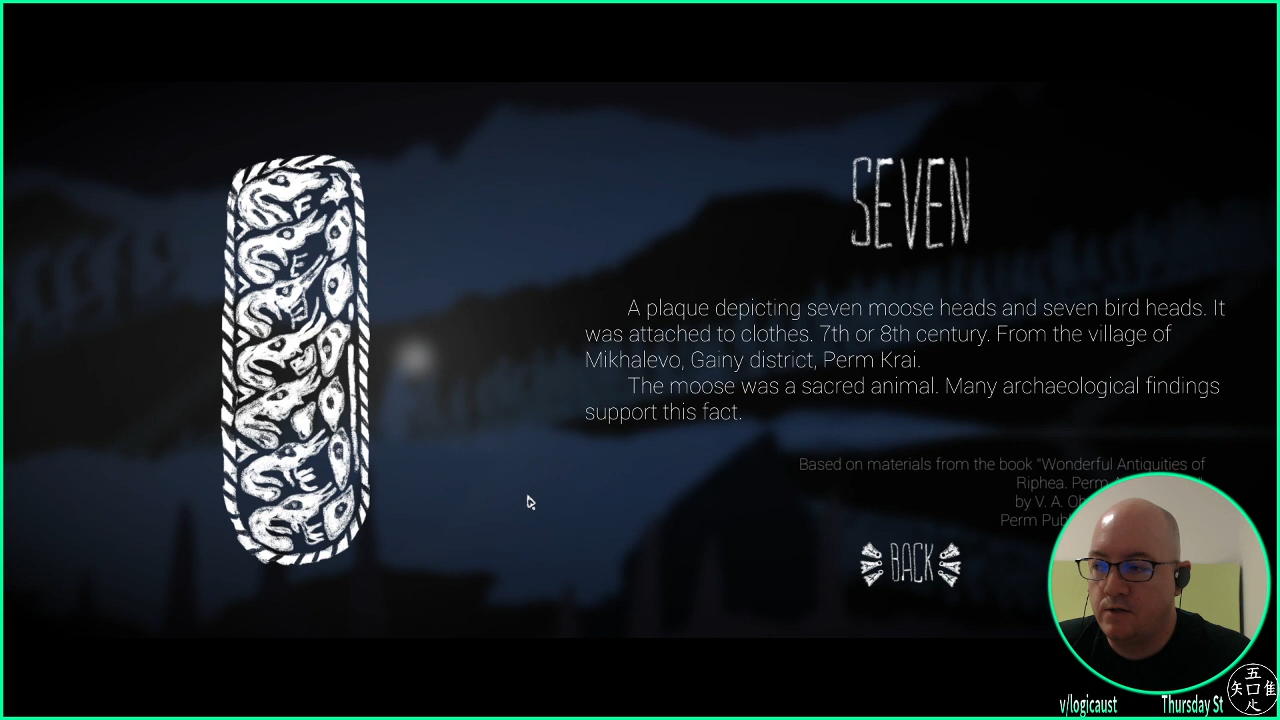 SEVEN
A plaque depicting seven moose heads and seven bird heads. It
was attached to clothes. 7th or 8th century. From the village of
Mikhalevo, Gainy district, Perm Krai.
The moose was a sacred animal. Many archaeological findings
support this fact.
Based on materials from the book "Wonderful Antiquities of
Riphea. Perm
by V. A.
Perm
BACK
v/logicaust Thursday St
五
矢口隹
止